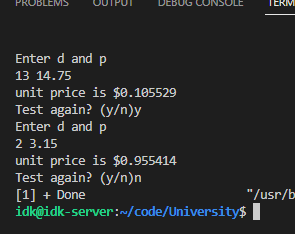 PROBLEMS OUTPUT DEBUG CONSOLE TERM
Enter d and p
13 14.75
unit price is $0.105529
Test again? (y/n)y
Enter d and p
2 3.15
unit price is $0.955414
Test again? (y/n)n
[1] + Done "/usr/b
idk@idk-server:~/code/University$